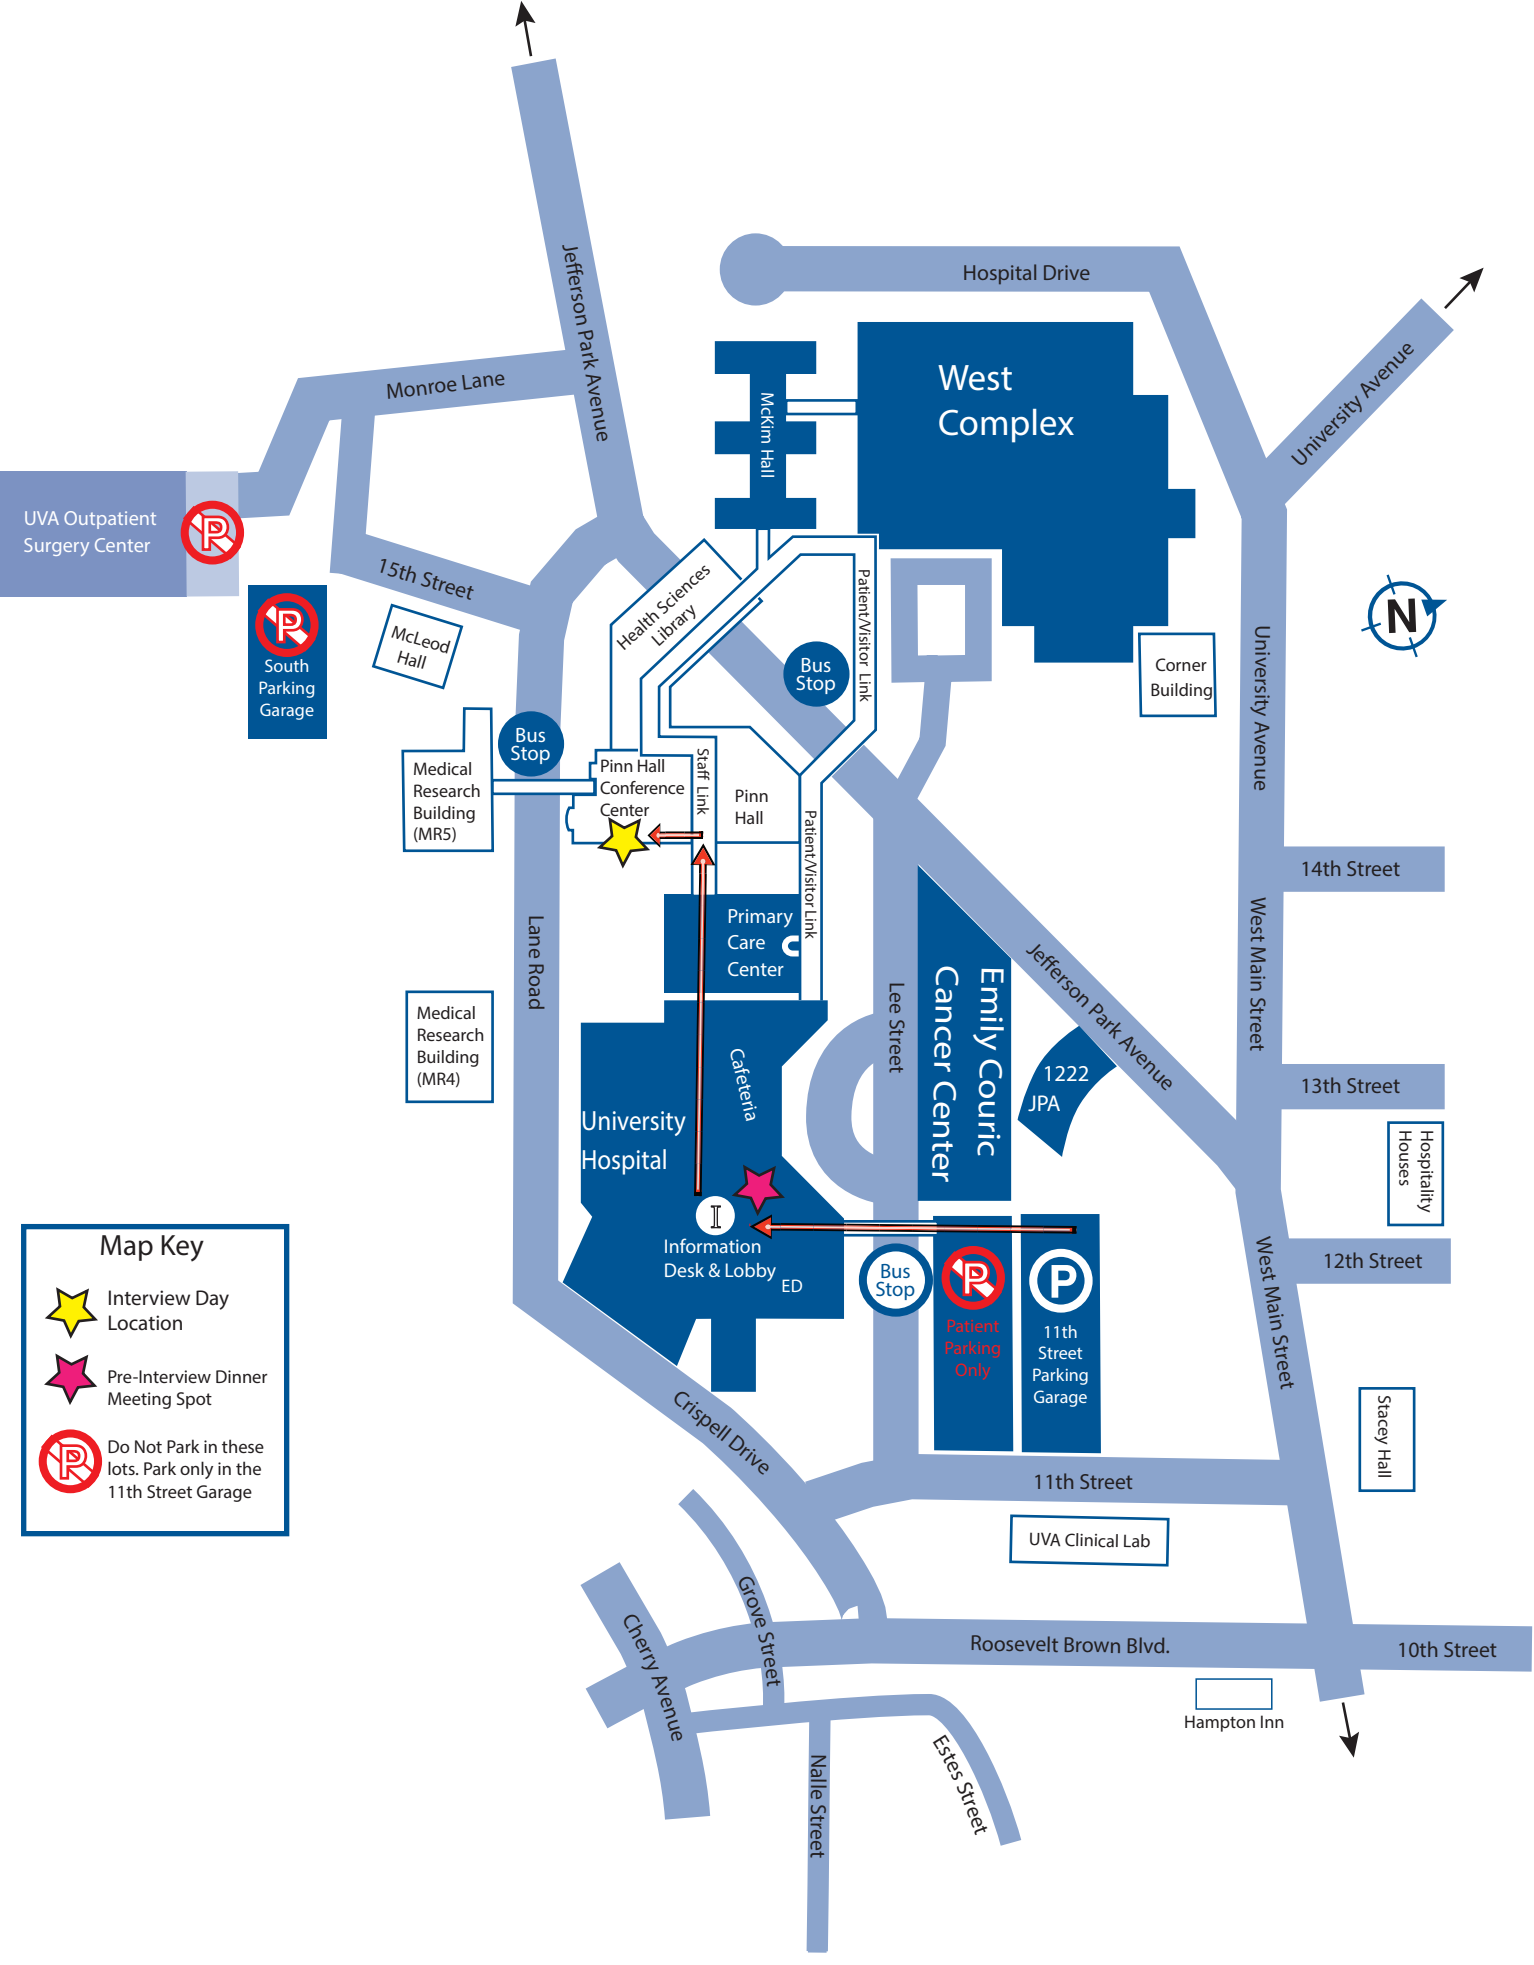 Jefferson Park Avenue
Hospital Drive
University Avenue
West
Complex
McKim Hall
Monroe Lane
UVA Outpatient
Surgery Center
P
15th Street
P
South
Parking
Garage
McLeod
Hall
Health Sciences
Library
Patient/Visitor Link
Bus
Stop
N
Corner
Building
University Avenue
Bus
Stop
Medical
Research
Building
(MR5)
Pinn Hall
Conference
Center
Staff Link
Pinn
Hall
Patient/Visitor Link
14th Street
Primary
Care
Center
Lane Road
West Main Street
Lee Street
Emily Couric
Cancer Center
Jefferson Park Avenue
Medical
Research
Building
(MR4)
Cafeteria
1222
JPA
13th Street
University
Hospital
Hospitality
Houses
I
Information
Desk & Lobby
ED
Bus
Stop
P
Patient
Parking
Only
P
11th
Street
Parking
Garage
12th Street
West Main Street
Map Key
Interview Day
Location
Pre-Interview Dinner
Meeting Spot
P
Do Not Park in these
lots. Park only in the
11th Street Garage
Crispell Drive
Stacey Hall
11th Street
UVA Clinical Lab
Grove Street
Cherry Avenue
Roosevelt Brown Blvd.
10th Street
Hampton Inn
Nalle Street
Estes Street